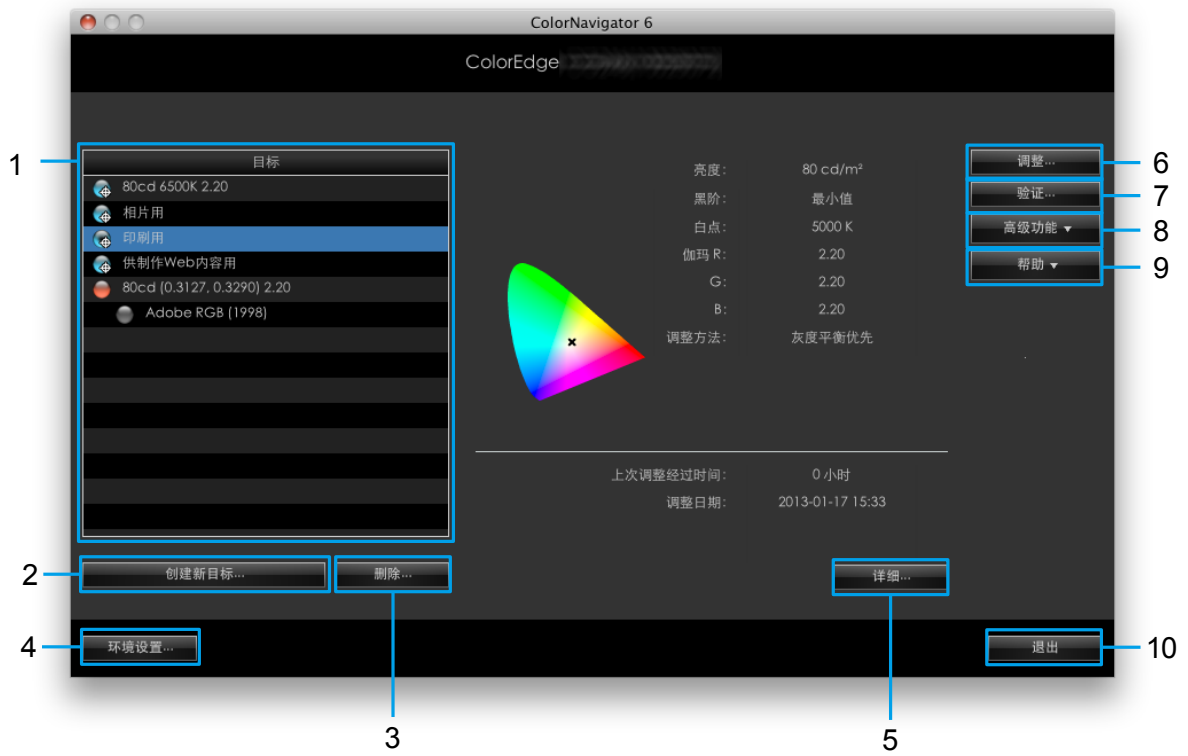 ColorNavigator 6
ColorEdge
1
目标
80cd 6500K 2.20
相片用
印刷用
供制作Web内容用
80cd (0.3127, 0.3290) 2.20
Adobe RGB (1998)
亮度: 80 cd/m²
黑阶: 最小值
白点: 5000 K
伽玛 R: 2.20
G: 2.20
B: 2.20
调整方法: 灰度平衡优先
上次调整经过时间: 0 小时
调整日期: 2013-01-17 15:33
调整... 6
验证... 7
高级功能 ▼ 8
帮助 ▼ 9
2 创建新目标... 删除... 详细...
4 环境设置... 退出 10
3 5